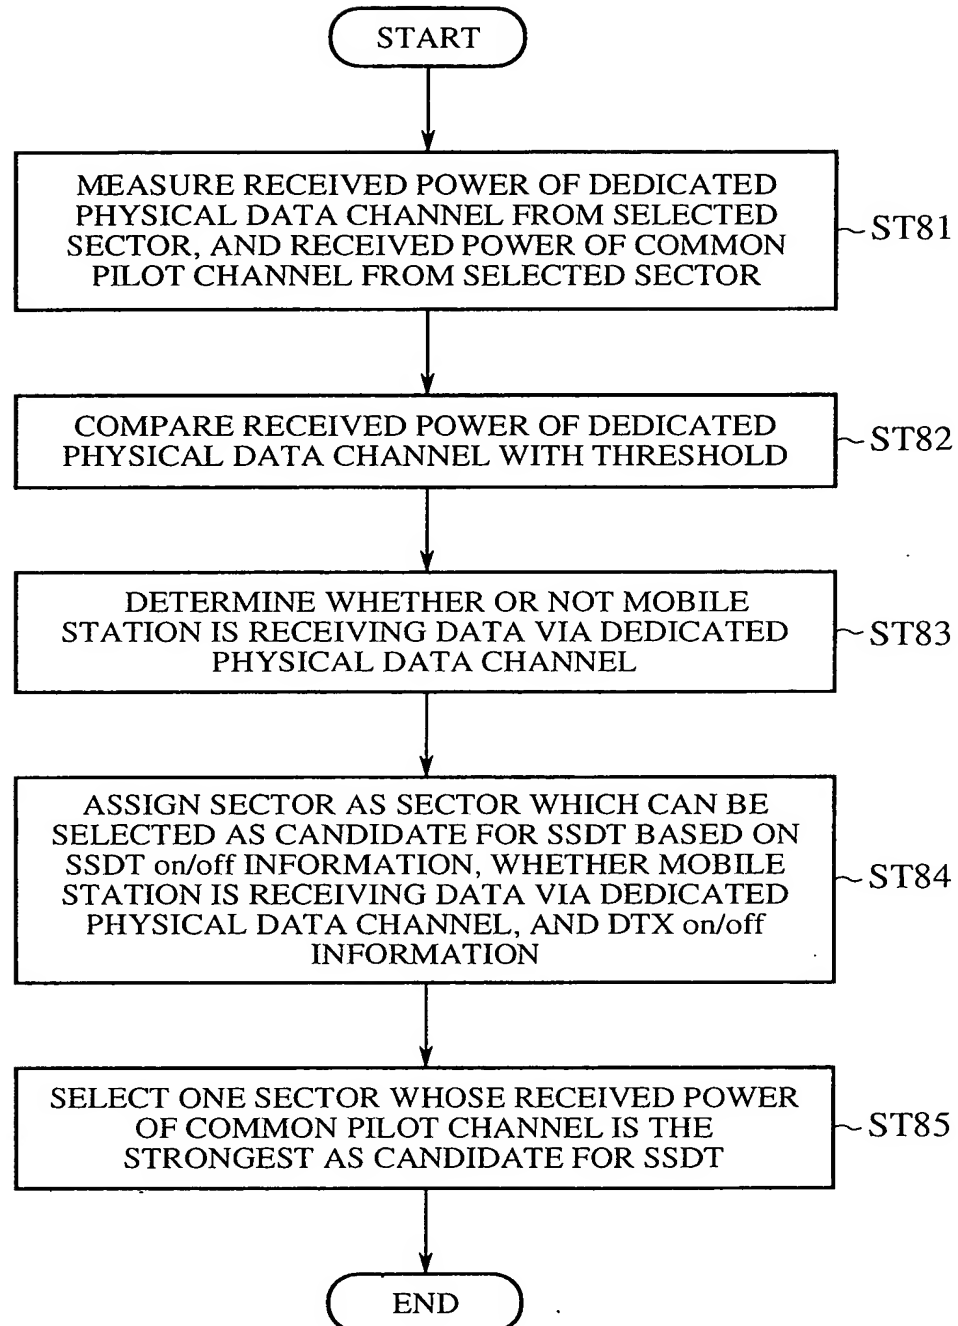 START
MEASURE RECEIVED POWER OF DEDICATED
PHYSICAL DATA CHANNEL FROM SELECTED
SECTOR, AND RECEIVED POWER OF COMMON
PILOT CHANNEL FROM SELECTED SECTOR
ST81
COMPARE RECEIVED POWER OF DEDICATED
PHYSICAL DATA CHANNEL WITH THRESHOLD
ST82
DETERMINE WHETHER OR NOT MOBILE
STATION IS RECEIVING DATA VIA DEDICATED
PHYSICAL DATA CHANNEL
ST83
ASSIGN SECTOR AS SECTOR WHICH CAN BE
SELECTED AS CANDIDATE FOR SSDT BASED ON
SSDT on/off INFORMATION, WHETHER MOBILE
STATION IS RECEIVING DATA VIA DEDICATED
PHYSICAL DATA CHANNEL, AND DTX on/off
INFORMATION
ST84
SELECT ONE SECTOR WHOSE RECEIVED POWER
OF COMMON PILOT CHANNEL IS THE
STRONGEST AS CANDIDATE FOR SSDT
ST85
END